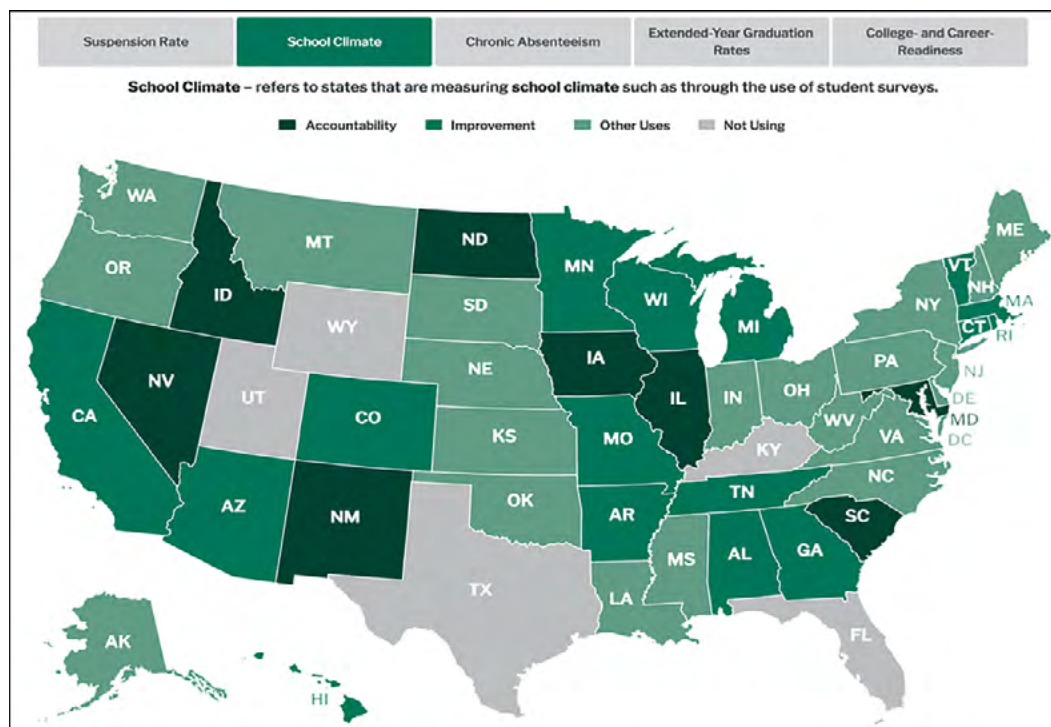 Suspension Rate
School Climate
Chronic Absenteeism
Extended-Year Graduation
Rates
College- and Career-
Readiness
School Climate – refers to states that are measuring school climate such as through the use of student surveys.
Accountability
Improvement
Other Uses
Not Using
WA
OR
ID
MT
ND
MN
WI
MI
ME
VT
NH
MA
NY
CT
RI
WY
SD
NE
IA
IL
IN
OH
PA
NJ
DE
MD
DC
WV
VA
CA
NV
UT
CO
KS
MO
KY
NC
TN
SC
AZ
NM
OK
AR
MS
AL
GA
TX
LA
FL
AK
HI